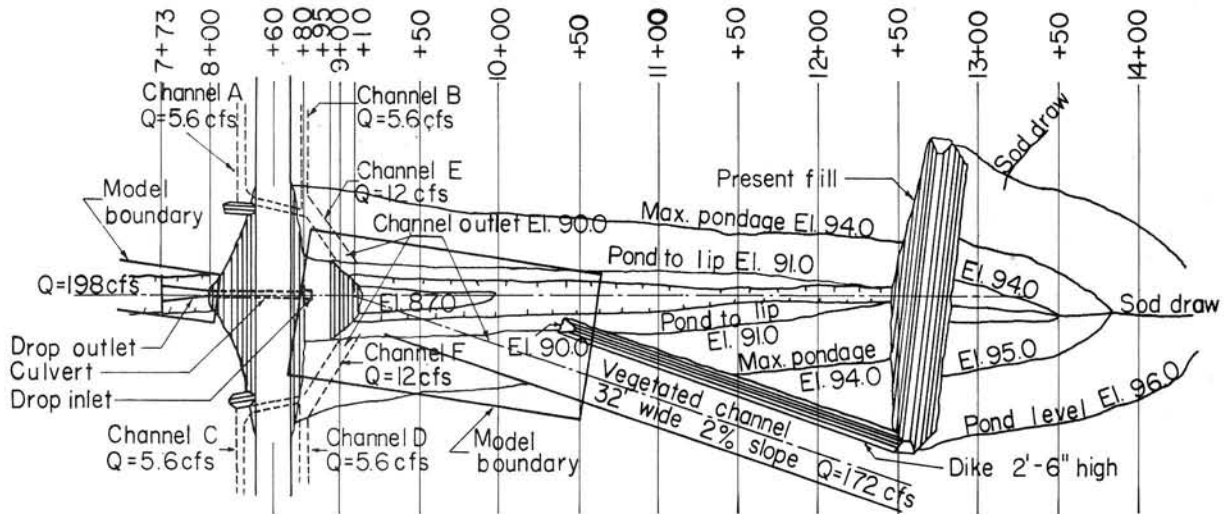 7+73
8+00
+60
+80
+95
9+00
+10
+50
10+00
+50
11+00
+50
12+00
+50
13+00
+50
14+00
Channel A
Q=5.6 cfs
Channel B
Q=5.6 cfs
Sod draw
Channel E
Q=12 cfs
Present fill
Model
boundary
Channel outlet El. 90.0
Max. pondage El. 94.0
Pond to lip El. 91.0
Q=198 cfs
El. 87.0
El. 94.0
Sod draw
Drop outlet
Culvert
Drop inlet
El. 90.0
Pond to lip
El. 91.0
Max. pondage
El. 94.0
El. 95.0
Channel F
Q=12 cfs
Vegetated channel
32' wide 2% slope Q=172 cfs
Pond level El. 96.0
Channel C
Q=5.6 cfs
Channel D
Q=5.6 cfs
Model
boundary
Dike 2'-6" high